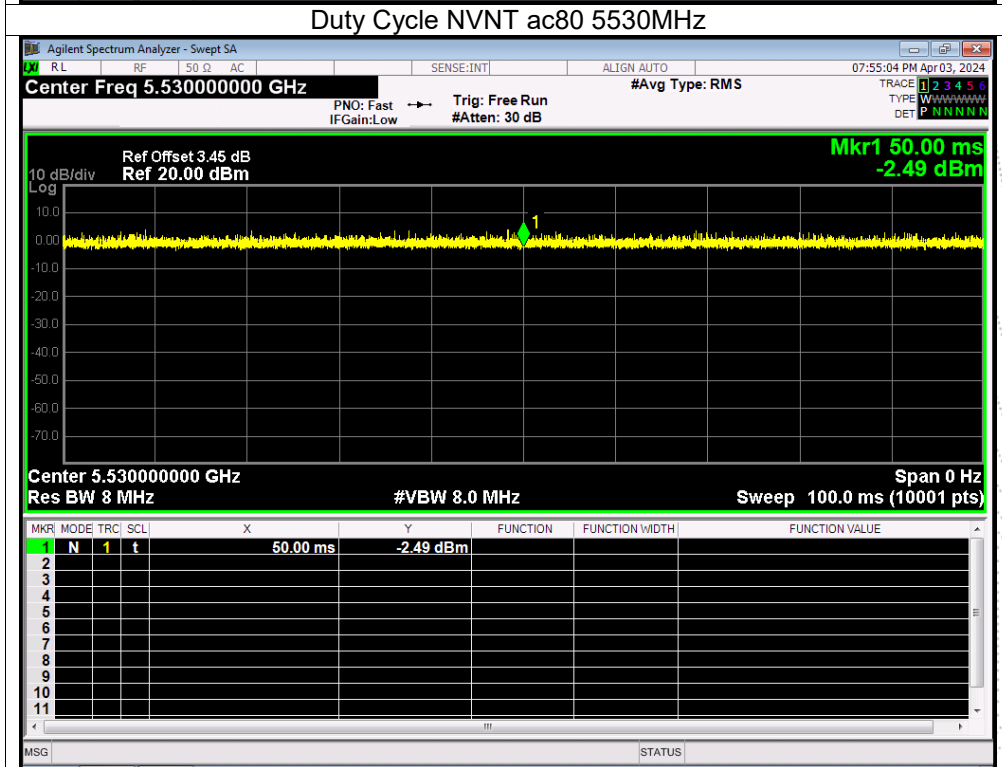 Duty Cycle NVNT ac80 5530MHz
Agilent Spectrum Analyzer - Swept SA
LXI RL RF 50 Ω AC SENSE:INT ALIGN AUTO 07:55:04 PM Apr 03, 2024
Center Freq 5.530000000 GHz #Avg Type: RMS TRACE 1 2 3 4 5 6
PNO: Fast Trig: Free Run TYPE WWWWWW
IFGain:Low #Atten: 30 dB DET P N N N N N
Mkr1 50.00 ms
Ref Offset 3.45 dB
10 dB/div Ref 20.00 dBm -2.49 dBm
Log
10.0
1
0.00
-10.0
-20.0
-30.0
-40.0
-50.0
-60.0
-70.0
Center 5.530000000 GHz Span 0 Hz
Res BW 8 MHz #VBW 8.0 MHz Sweep 100.0 ms (10001 pts)
MKR MODE TRC SCL X Y FUNCTION FUNCTION WIDTH FUNCTION VALUE
1 N 1 t 50.00 ms -2.49 dBm
2
3
4
5
6
7
8
9
10
11
MSG STATUS